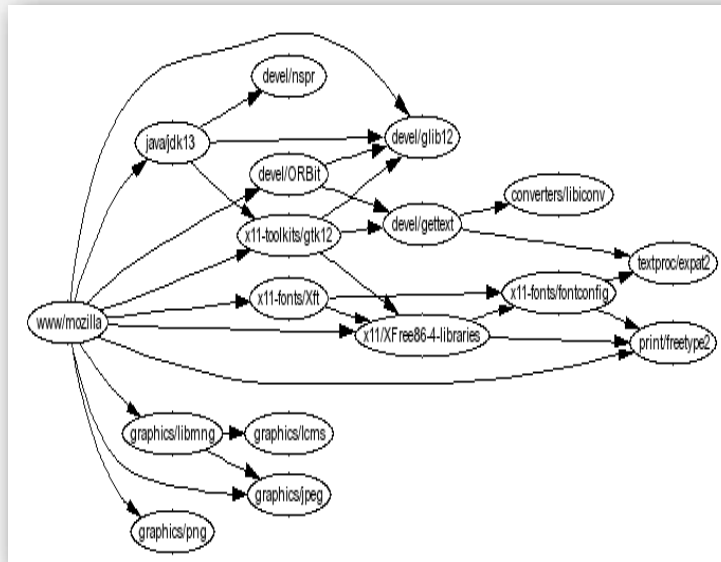 devel/nspr
java/jdk13
devel/glib12
devel/ORBit
converters/libiconv
x11-toolkits/gtk12
devel/gettext
textproc/expat2
x11-fonts/Xft
x11-fonts/fontconfig
www/mozilla
x11/XFree86-4-libraries
print/freetype2
graphics/libmng
graphics/lcms
graphics/jpeg
graphics/png